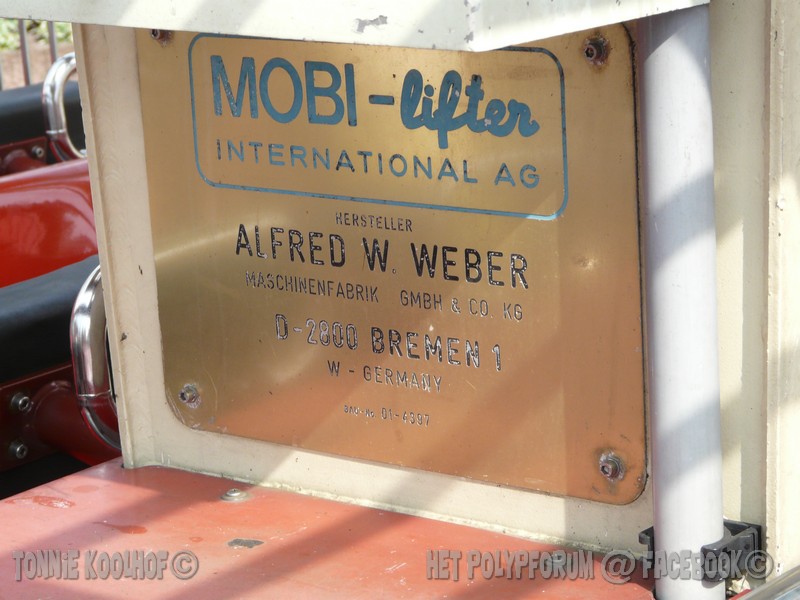 MOBI-lifter
INTERNATIONAL AG
HERSTELLER
ALFRED W. WEBER
MASCHINENFABRIK GMBH & CO. KG
D-2800 BREMEN 1
W - GERMANY
TONNiE KOOLHOF ©
HET POLYPFORUM @ FACEBOOK ©